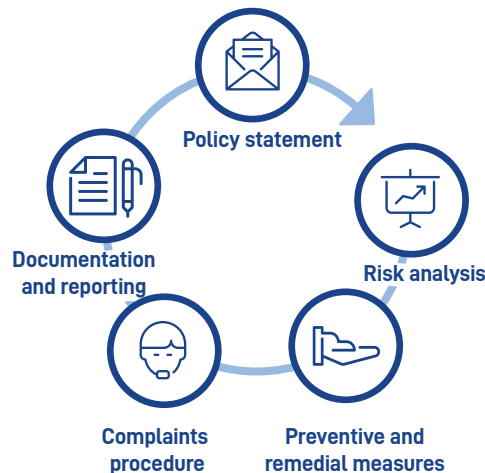 Policy statement
Risk analysis
Preventive and
remedial measures
Complaints
procedure
Documentation
and reporting